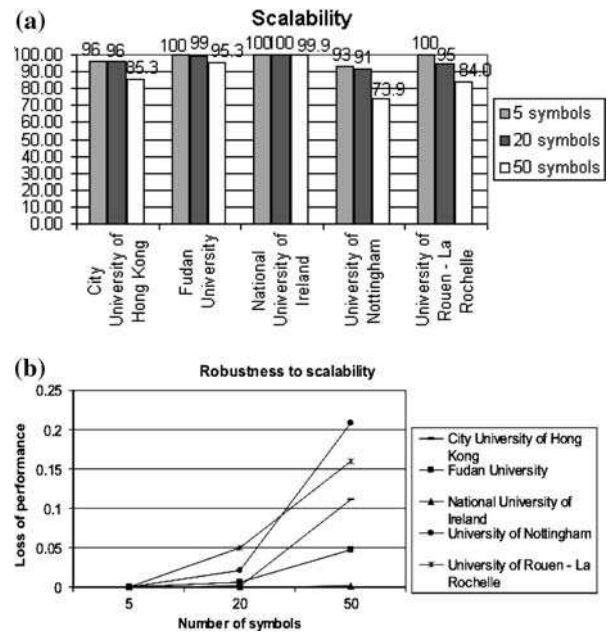 (a)
Scalability
96 96 85.3 100 99 95.3 100 100 99.9 93 91 73.9 100 95 84.0
100.00
90.00
80.00
70.00
60.00
50.00
40.00
30.00
20.00
10.00
0.00
5 symbols
20 symbols
50 symbols
City
University of
Hong Kong
Fudan
University
National
University of
Ireland
University of
Nottingham
University of
Rouen - La
Rochelle
(b)
Robustness to scalability
Loss of performance
0.25
0.2
0.15
0.1
0.05
0
5 20 50
Number of symbols
City University of Hong
Kong
Fudan University
National University of
Ireland
University of Nottingham
University of Rouen - La
Rochelle